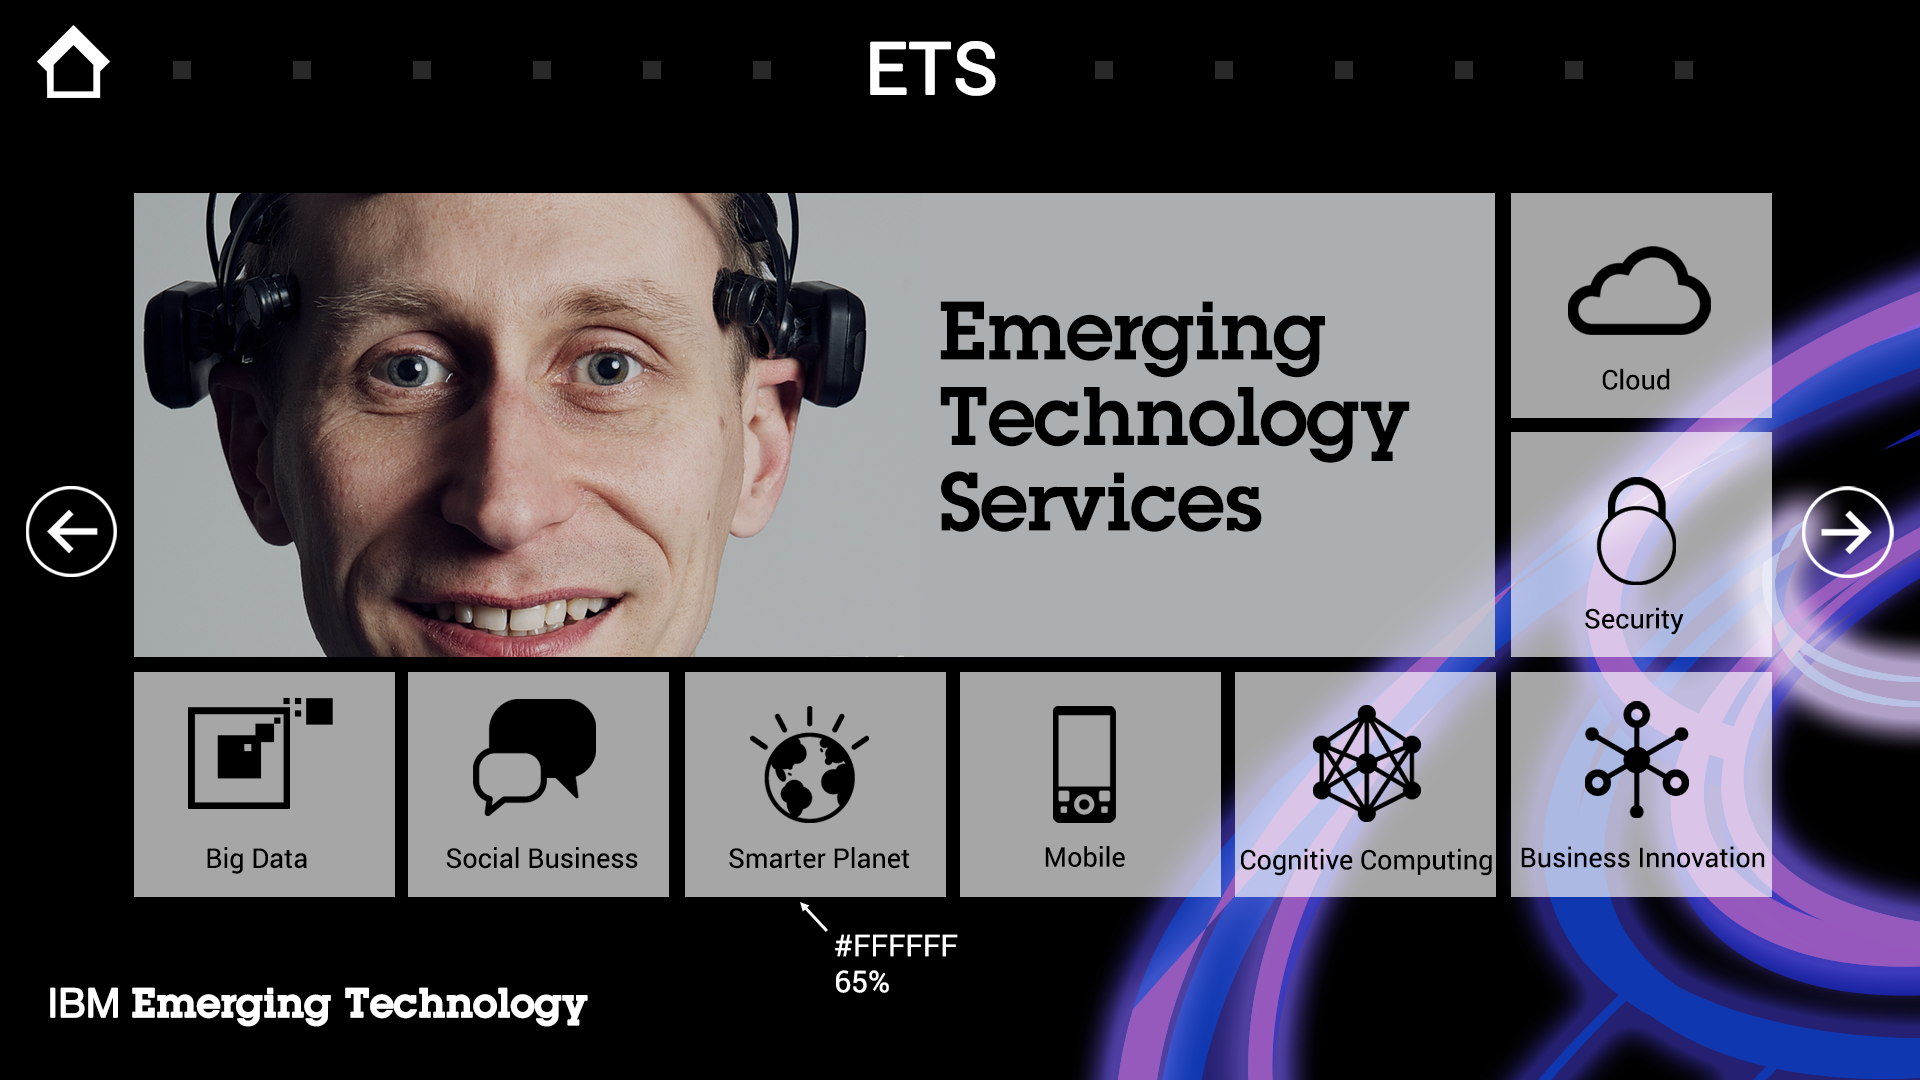 ETS
Emerging
Technology
Services
Cloud
Security
Big Data
Social Business
Smarter Planet
Mobile
Cognitive Computing
Business Innovation
#FFFFFF
65%
IBM Emerging Technology